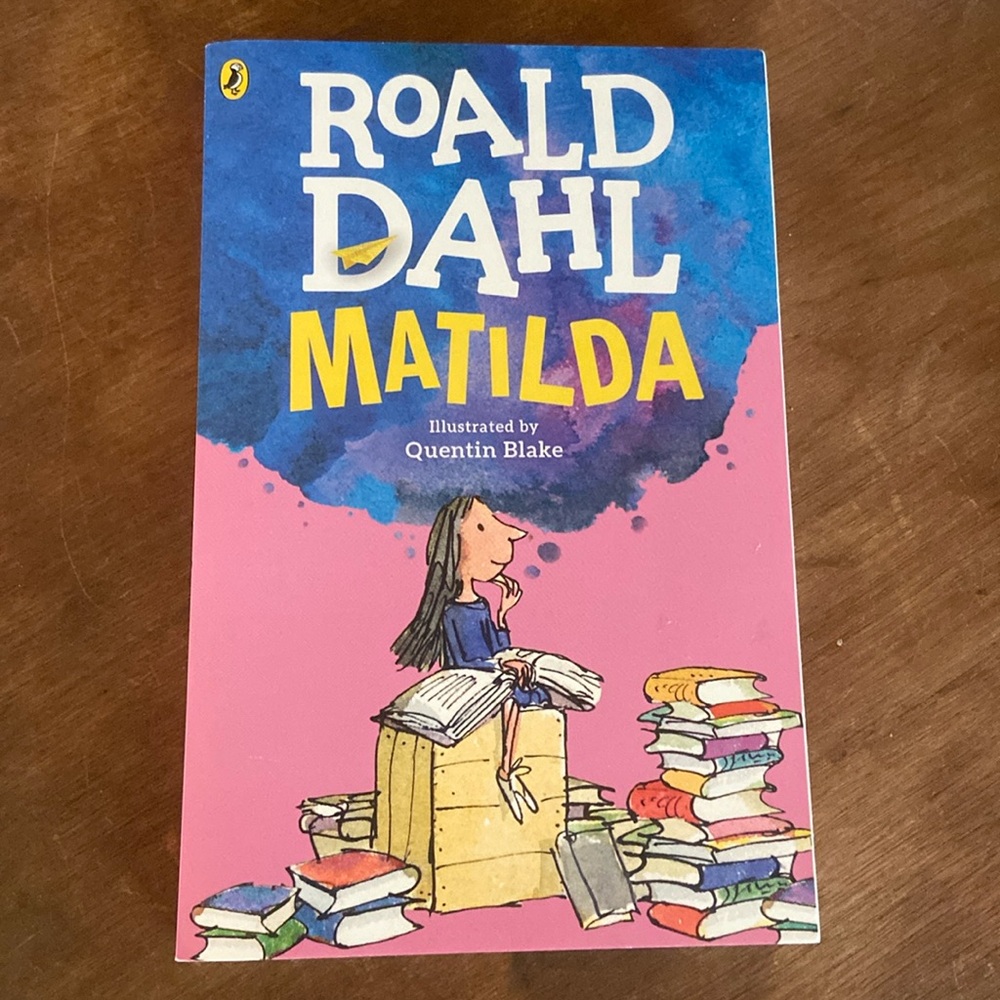 ROALD
DAHL
MATILDA
Illustrated by
Quentin Blake